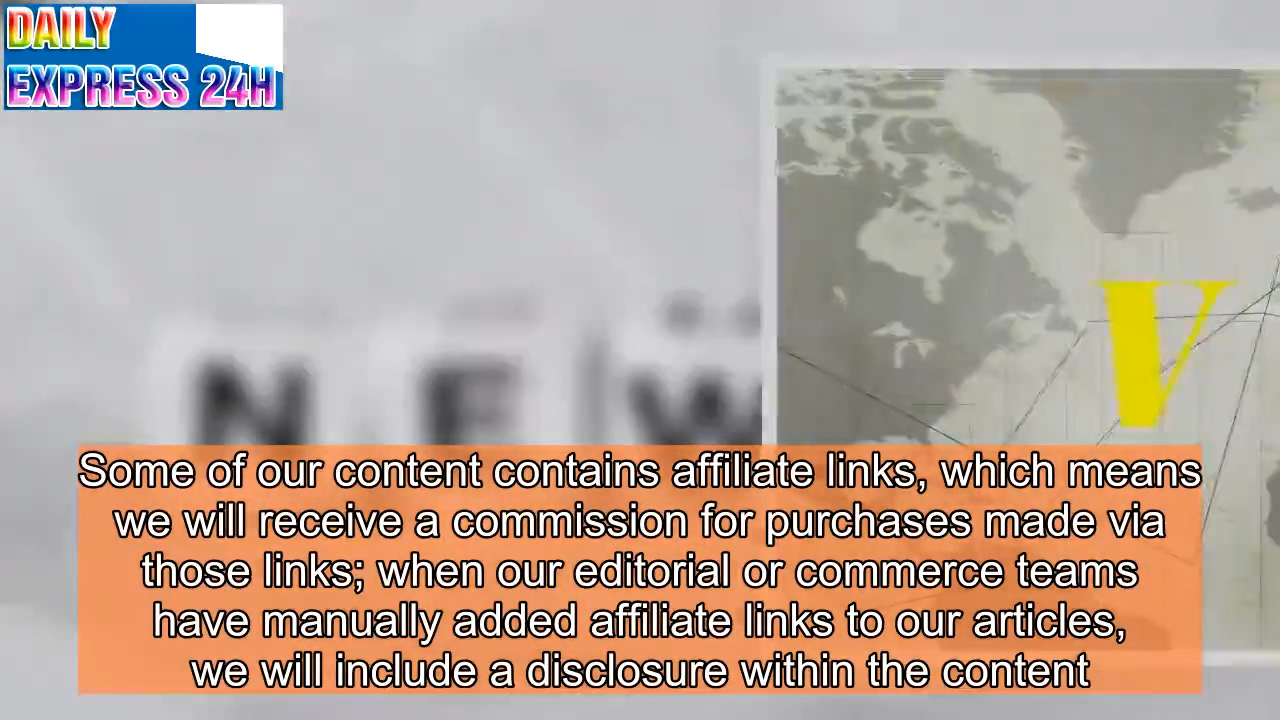 DAILY
EXPRESS 24H
NEW
V
Some of our content contains affiliate links, which means
we will receive a commission for purchases made via
those links; when our editorial or commerce teams
have manually added affiliate links to our articles,
we will include a disclosure within the content